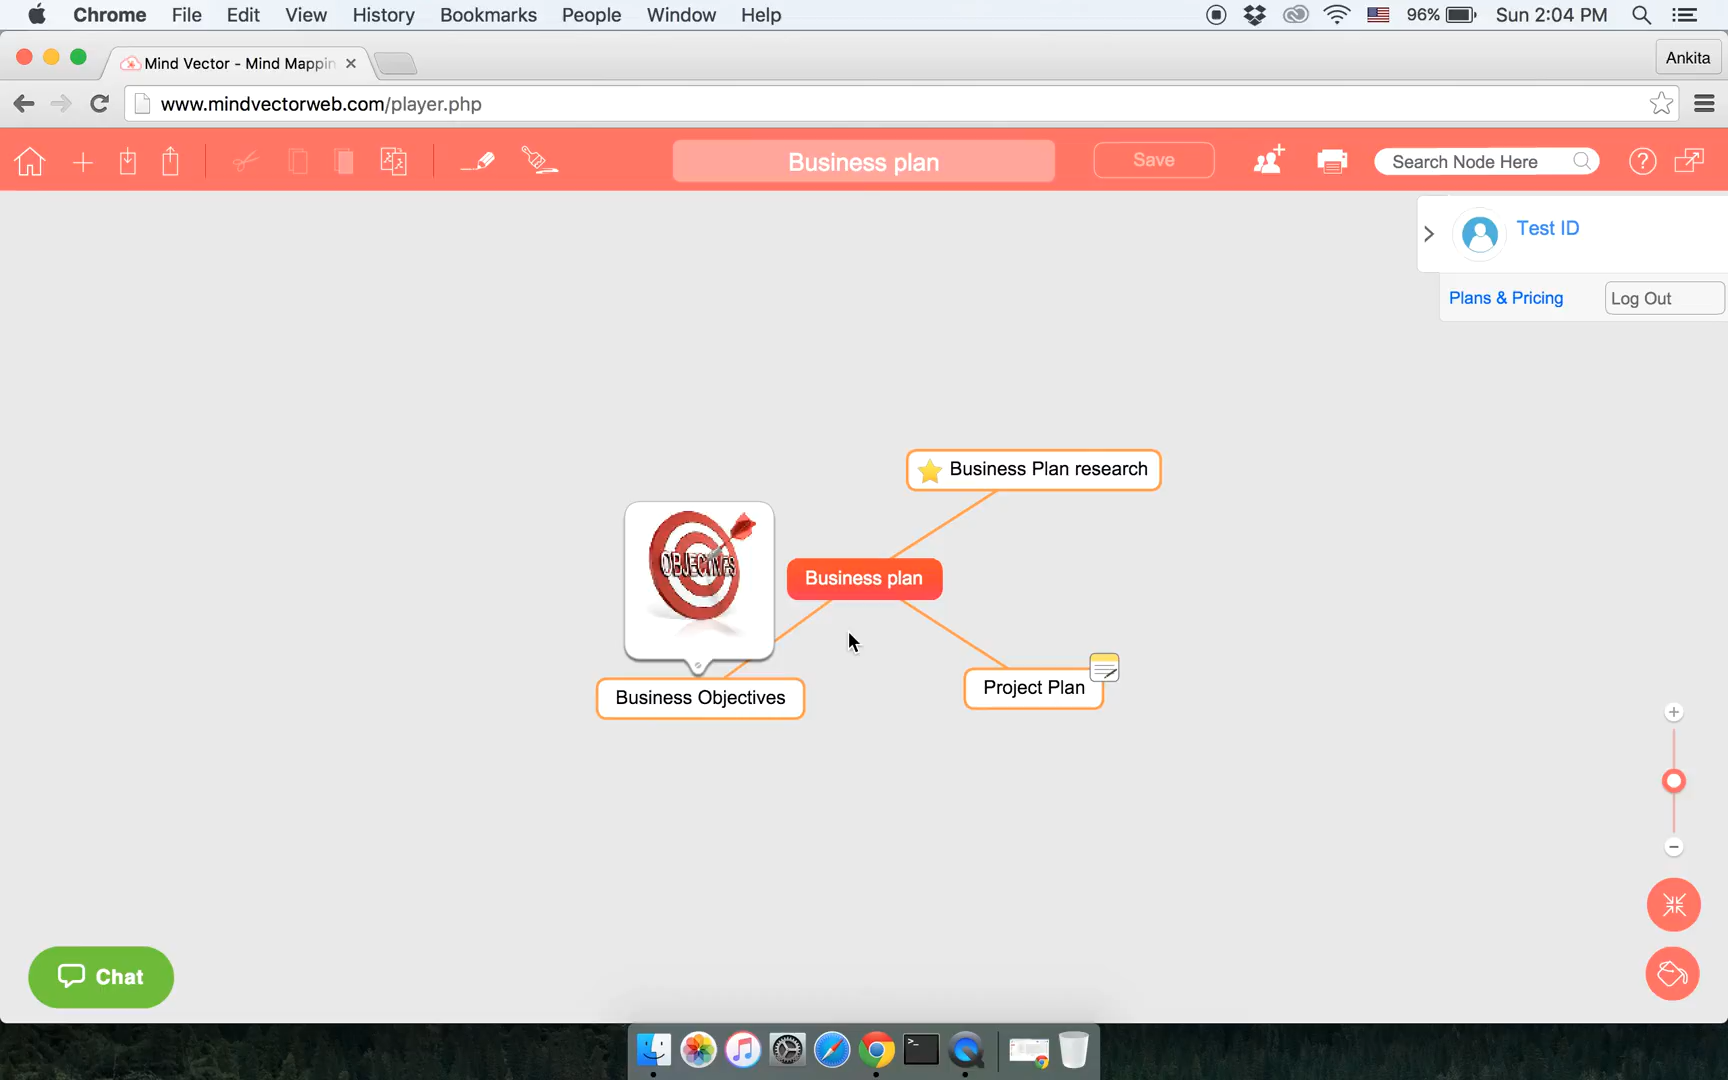 Chrome File Edit View History Bookmarks People Window Help 96% Sun 2:04 PM
Mind Vector - Mind Mappin
Ankita
www.mindvectorweb.com/player.php
Business plan
Save
Search Node Here
?
Test ID
Plans & Pricing
Log Out
Business Plan research
OBJECTIVES
Business plan
Project Plan
Business Objectives
Chat